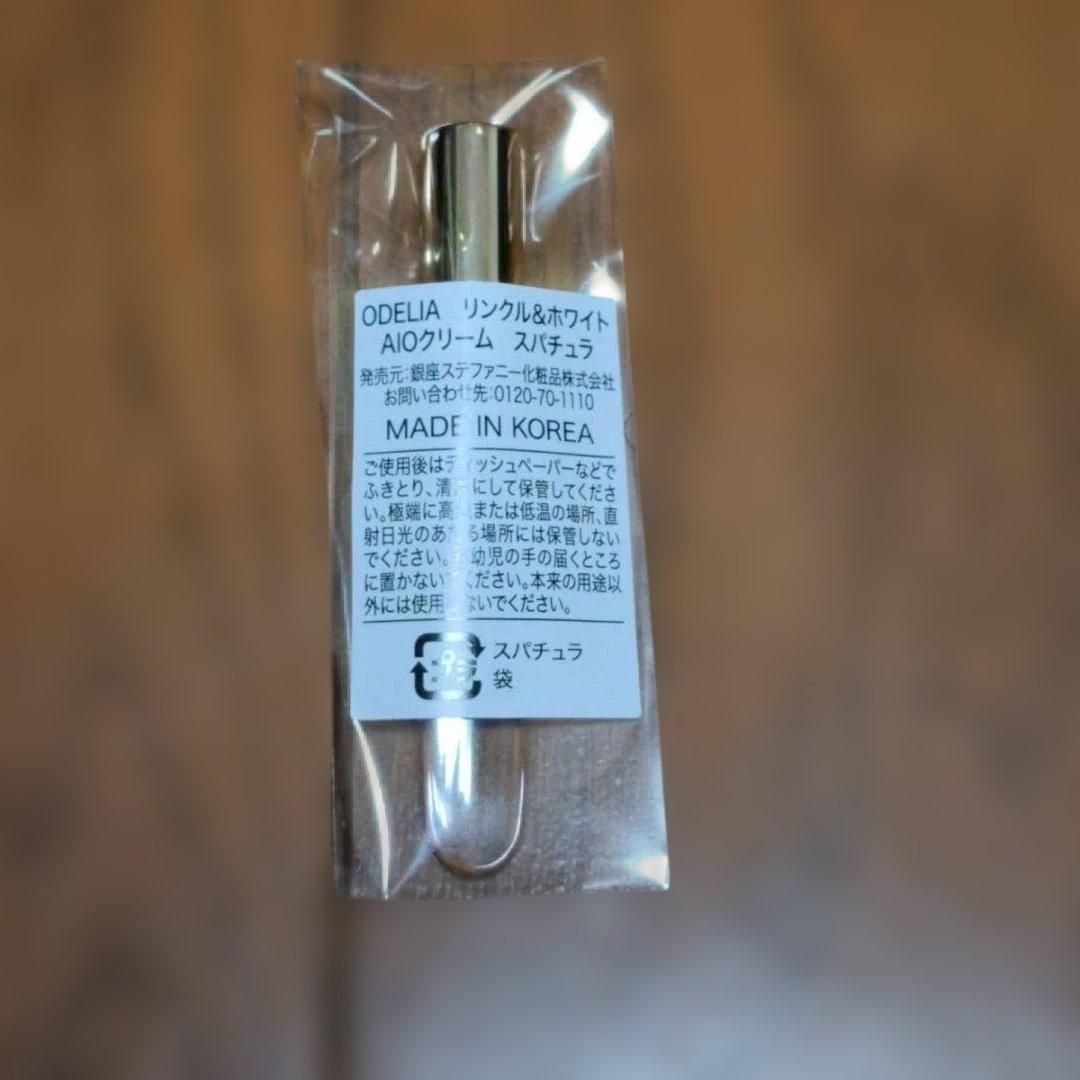 ODELIA リンクル&ホワイト
AIOクリーム スパチュラ
発売元:銀座ステファニー化粧品株式会社
お問い合わせ先:0120-70-1110
MADE IN KOREA
ご使用後はティッシュペーパーなどで
ふきとり、清潔にして保管してくださ
い。極端に高温または低温の場所、直
射日光のあたる場所には保管しない
でください。乳幼児の手の届くところ
に置かないでください。本来の用途以
外には使用しないでください。
プラ
スパチュラ
袋